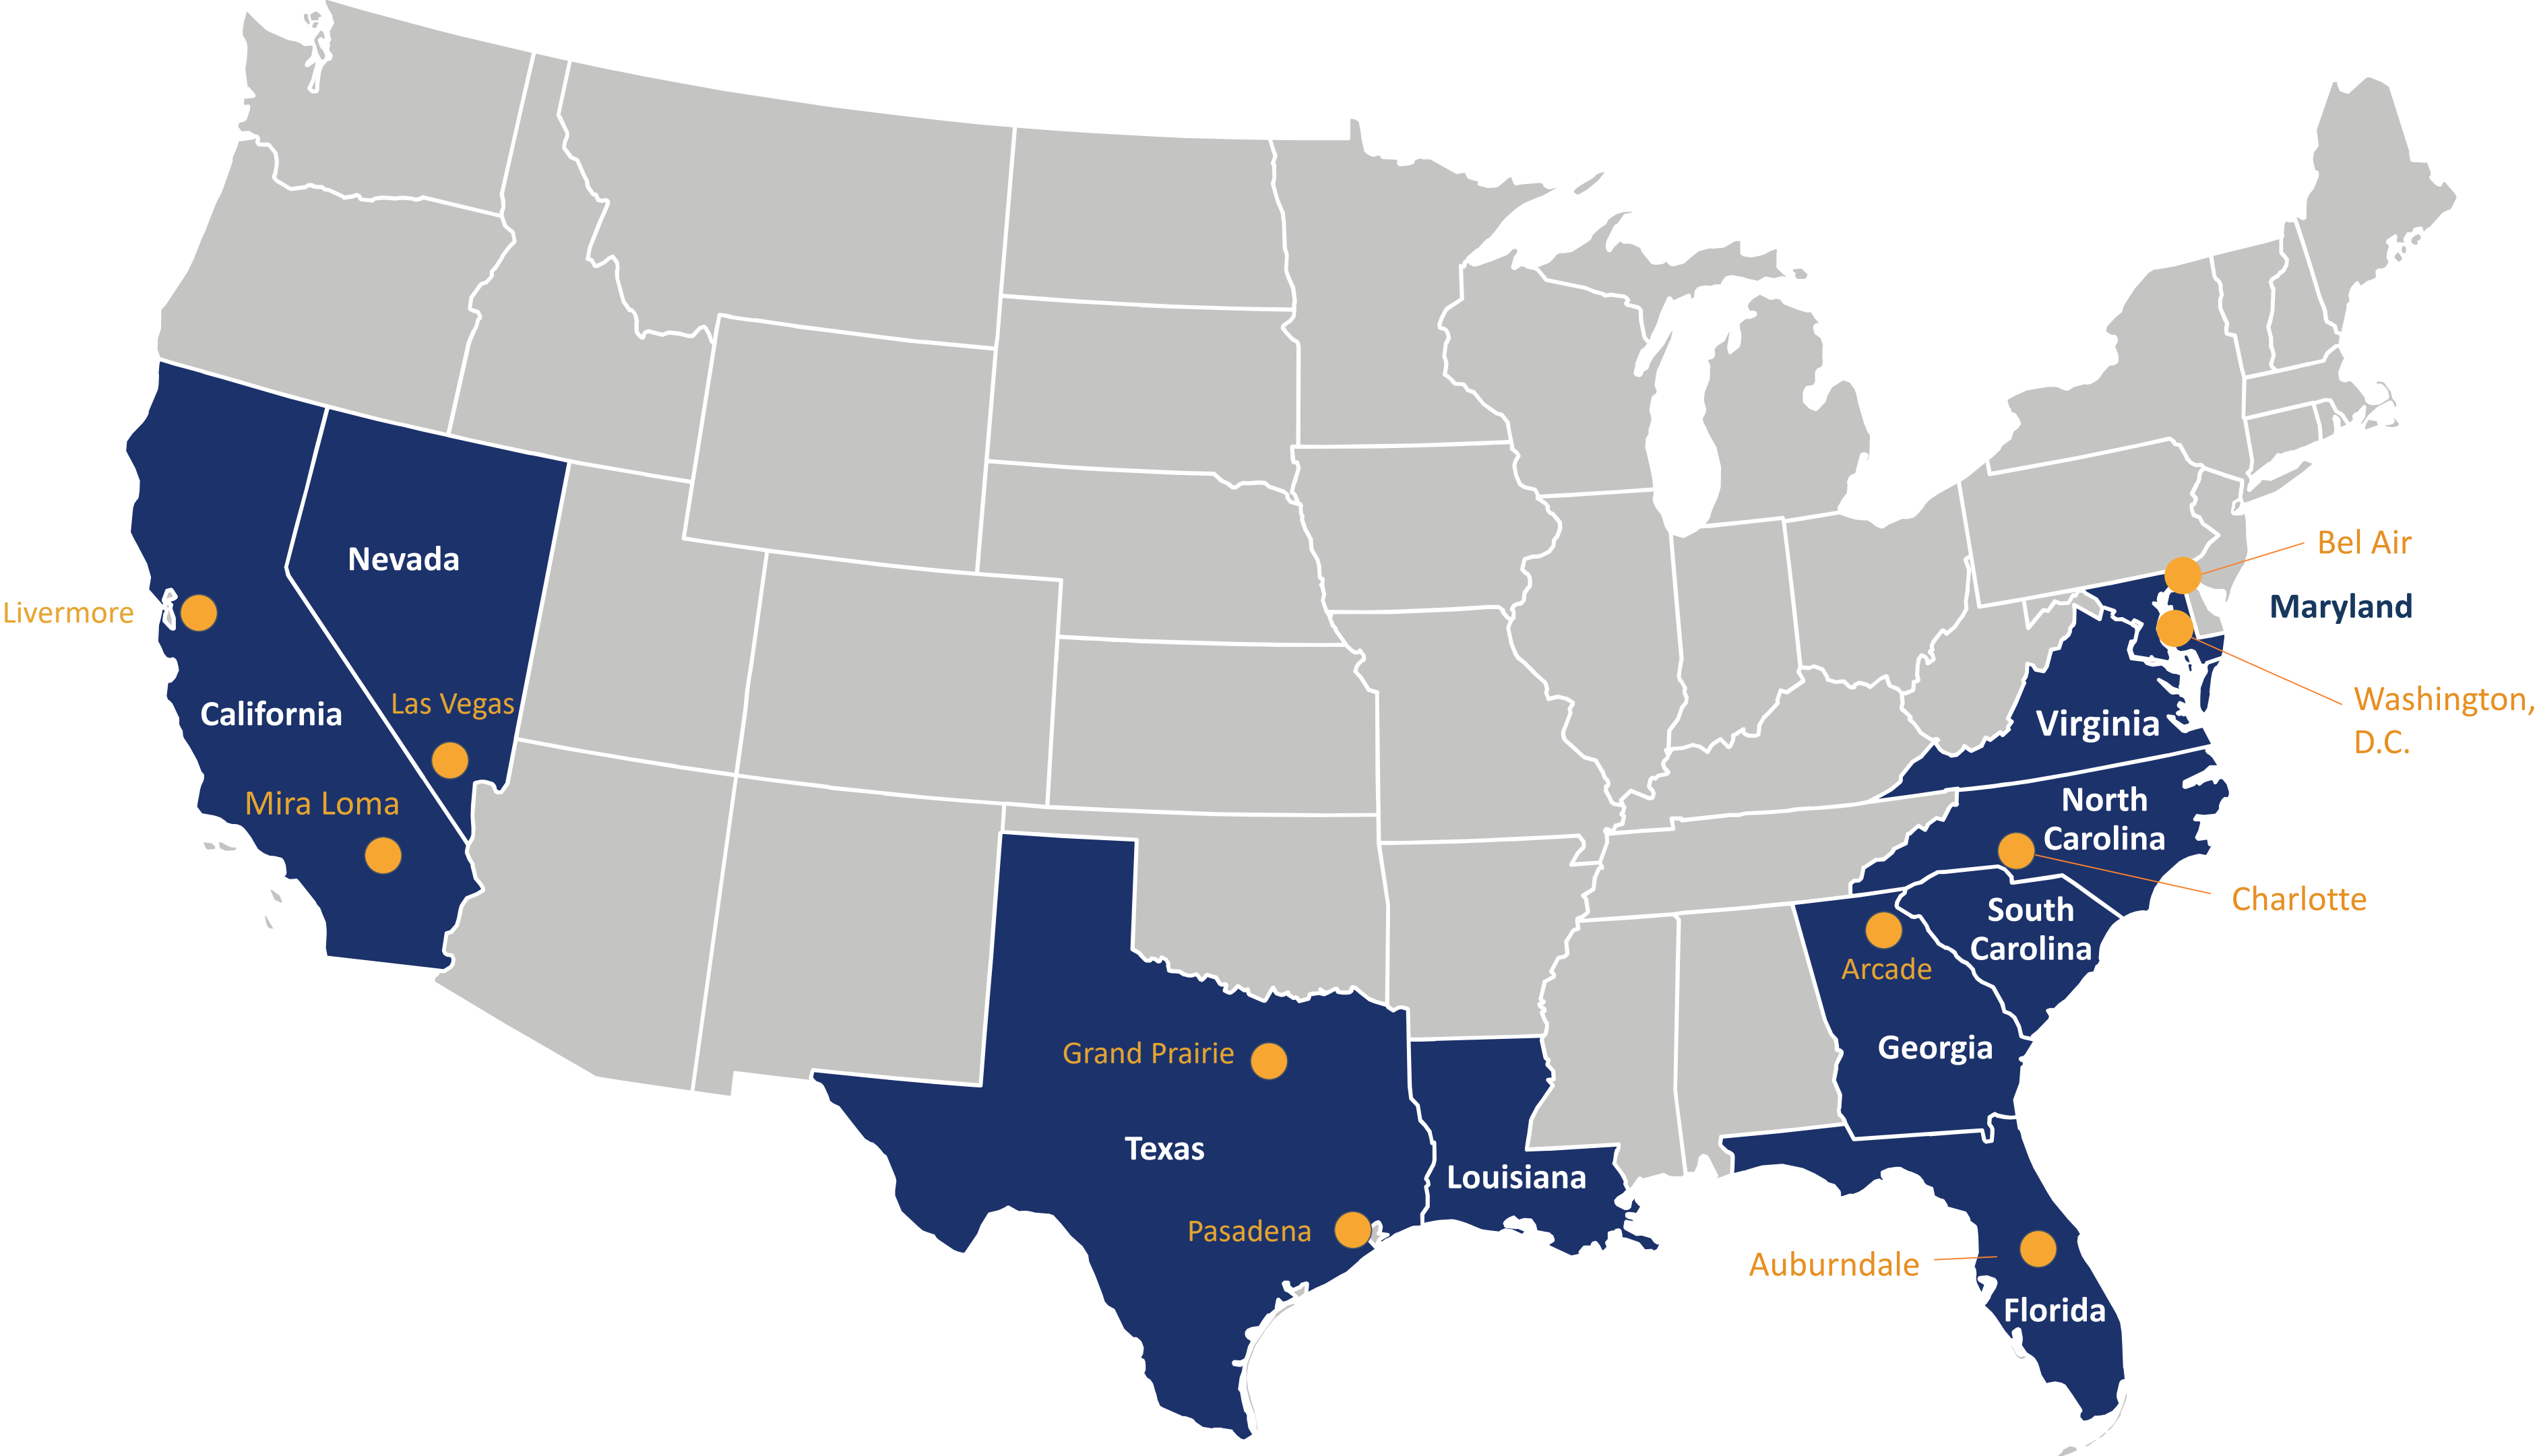 Bel Air
Nevada
Maryland
Livermore
Las Vegas
Washington,
D.C.
California
Virginia
Mira Loma
North
Carolina
Charlotte
South
Carolina
Arcade
Grand Prairie
Georgia
Texas
Louisiana
Pasadena
Auburndale
Florida